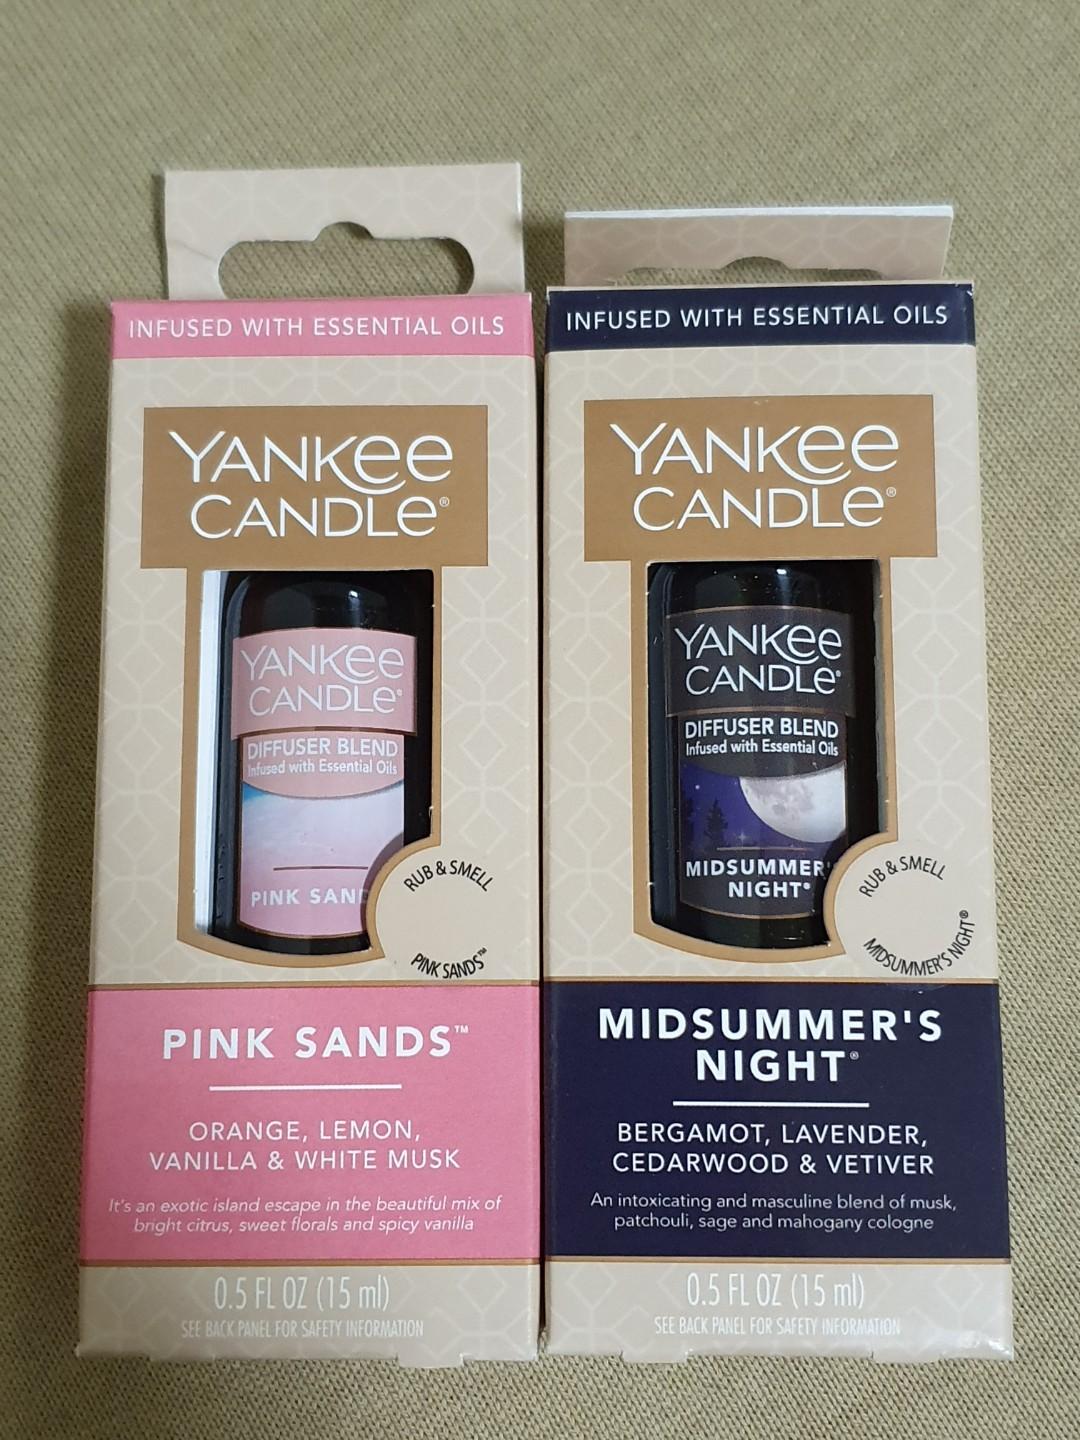 INFUSED WITH ESSENTIAL OILS
YANKEE
CANDLE®
YANKEE
CANDLE®
DIFFUSER BLEND
Infused with Essential Oils
PINK SAND
RUB & SMELL
PINK SANDS™
PINK SANDS™
ORANGE, LEMON,
VANILLA & WHITE MUSK
It's an exotic island escape in the beautiful mix of
bright citrus, sweet florals and spicy vanilla
0.5 FL OZ (15 ml)
SEE BACK PANEL FOR SAFETY INFORMATION
INFUSED WITH ESSENTIAL OILS
YANKEE
CANDLE®
YANKEE
CANDLE®
DIFFUSER BLEND
Infused with Essential Oils
MIDSUMMER'
NIGHT®
RUB & SMELL
MIDSUMMER'S NIGHT®
MIDSUMMER'S
NIGHT®
BERGAMOT, LAVENDER,
CEDARWOOD & VETIVER
An intoxicating and masculine blend of musk,
patchouli, sage and mahogany cologne
0.5 FL OZ (15 ml)
SEE BACK PANEL FOR SAFETY INFORMATION